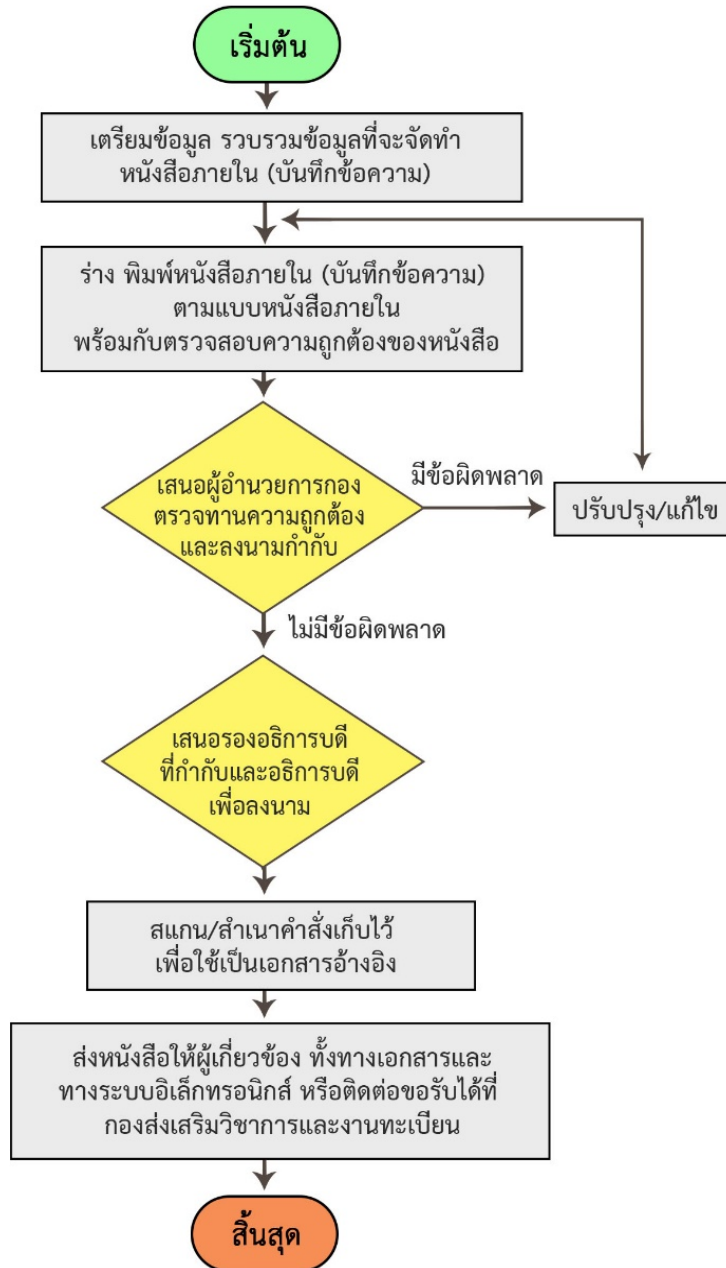 เริ่มต้น
เตรียมข้อมูล รวบรวมข้อมูลที่จะจัดทำ
หนังสือภายใน (บันทึกข้อความ)
ร่าง พิมพ์หนังสือภายใน (บันทึกข้อความ)
ตามแบบหนังสือภายใน
พร้อมกับตรวจสอบความถูกต้องของหนังสือ
เสนอผู้อำนวยการกอง
ตรวจทานความถูกต้อง
และลงนามกำกับ
มีข้อผิดพลาด
ปรับปรุง/แก้ไข
ไม่มีข้อผิดพลาด
เสนอรองอธิการบดี
ที่กำกับและอธิการบดี
เพื่อลงนาม
สแกน/สำเนาคำสั่งเก็บไว้
เพื่อใช้เป็นเอกสารอ้างอิง
ส่งหนังสือให้ผู้เกี่ยวข้อง ทั้งทางเอกสารและ
ทางระบบอิเล็กทรอนิกส์ หรือติดต่อขอรับได้ที่
กองส่งเสริมวิชาการและงานทะเบียน
สิ้นสุด